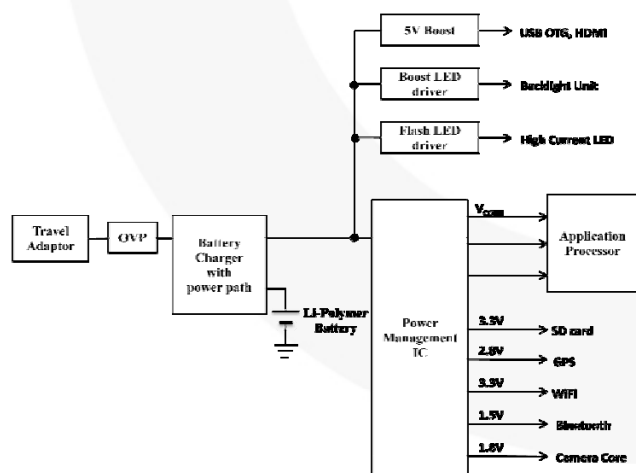 5V Boost
USB OTG, HDMI
Boost LED
driver
Backlight Unit
Flash LED
driver
High Current LED
Travel
Adaptor
OVP
Battery
Charger
with
power path
Li-Polymer
Battery
Power
Management
IC
VCORE
Application
Processor
3.3V
SD card
2.8V
GPS
3.3V
WiFi
1.5V
Bluetooth
1.8V
Camera Core